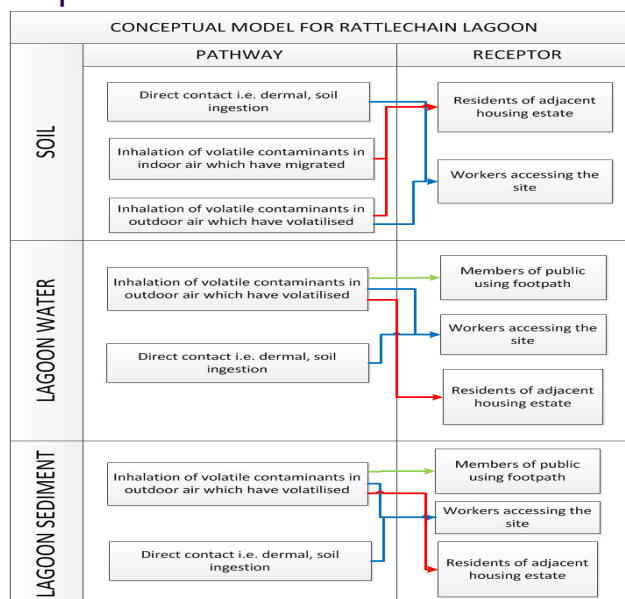 CONCEPTUAL MODEL FOR RATTLECHAIN LAGOON
PATHWAY
RECEPTOR
SOIL
Direct contact i.e. dermal, soil
ingestion
Inhalation of volatile contaminants in
indoor air which have migrated
Inhalation of volatile contaminants in
outdoor air which have volatilised
Residents of adjacent
housing estate
Workers accessing the
site
LAGOON WATER
Inhalation of volatile contaminants in
outdoor air which have volatilised
Direct contact i.e. dermal, soil
ingestion
Members of public
using footpath
Workers accessing the
site
Residents of adjacent
housing estate
LAGOON SEDIMENT
Inhalation of volatile contaminants in
outdoor air which have volatilised
Direct contact i.e. dermal, soil
ingestion
Members of public
using footpath
Workers accessing the
site
Residents of adjacent
housing estate